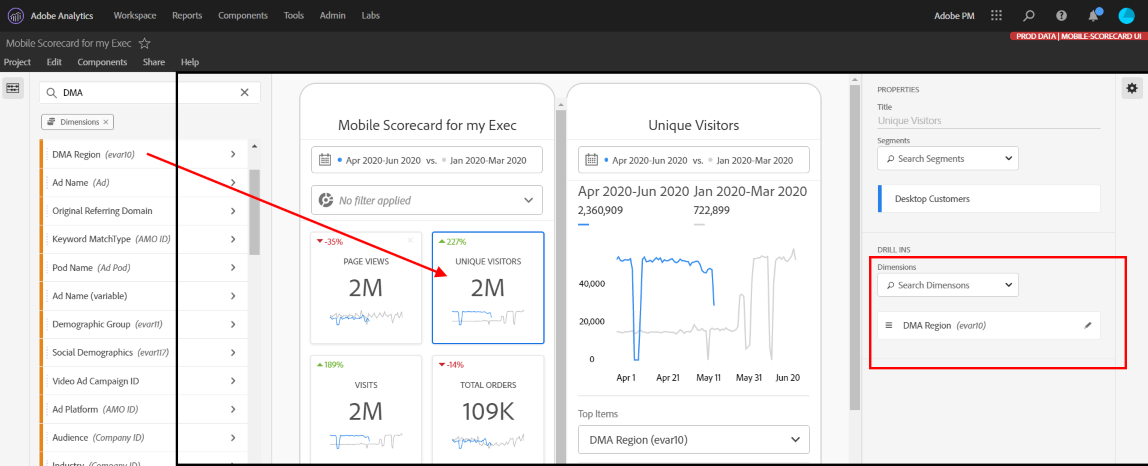 Adobe Analytics Workspace Reports Components Tools Admin Labs Adobe PM
Mobile Scorecard for my Exec
PROD DATA | MOBILE-SCORECARD UI
Project Edit Components Share Help
DMA
Dimensions ×
DMA Region (evar10)
Ad Name (Ad)
Original Referring Domain
Keyword MatchType (AMO ID)
Pod Name (Ad Pod)
Ad Name (variable)
Demographic Group (evar11)
Social Demographics (evar117)
Video Ad Campaign ID
Ad Platform (AMO ID)
Audience (Company ID)
Industry (Company ID)
Mobile Scorecard for my Exec
Apr 2020-Jun 2020 vs. Jan 2020-Mar 2020
No filter applied
-35%
PAGE VIEWS
2M
227%
UNIQUE VISITORS
2M
189%
VISITS
2M
-14%
TOTAL ORDERS
109K
Unique Visitors
Apr 2020-Jun 2020 vs. Jan 2020-Mar 2020
Apr 2020-Jun 2020 Jan 2020-Mar 2020
2,360,909 722,899
40,000
20,000
0
Apr 1 Apr 21 May 11 May 31 Jun 20
Top Items
DMA Region (evar10)
PROPERTIES
Title
Unique Visitors
Segments
Search Segments
Desktop Customers
DRILL INS
Dimensions
Search Dimensons
DMA Region (evar10)